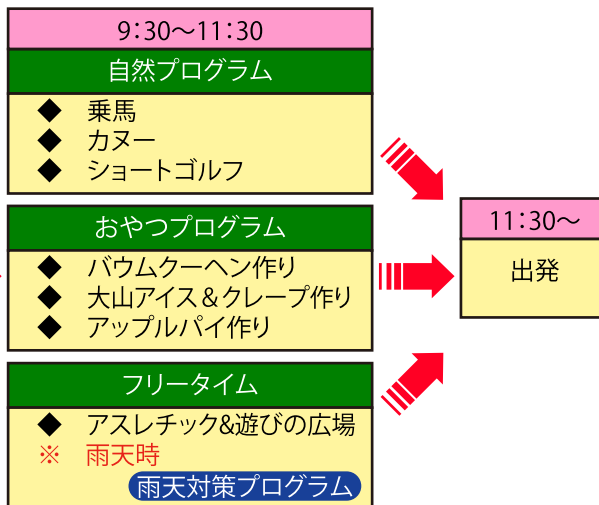 9:30～11:30
自然プログラム
◆ 乗馬
◆ カヌー
◆ ショートゴルフ
おやつプログラム
◆ バウムクーヘン作り
◆ 大山アイス＆クレープ作り
◆ アップルパイ作り
フリータイム
◆ アスレチック&遊びの広場
※ 雨天時
雨天対策プログラム
11:30～
出発